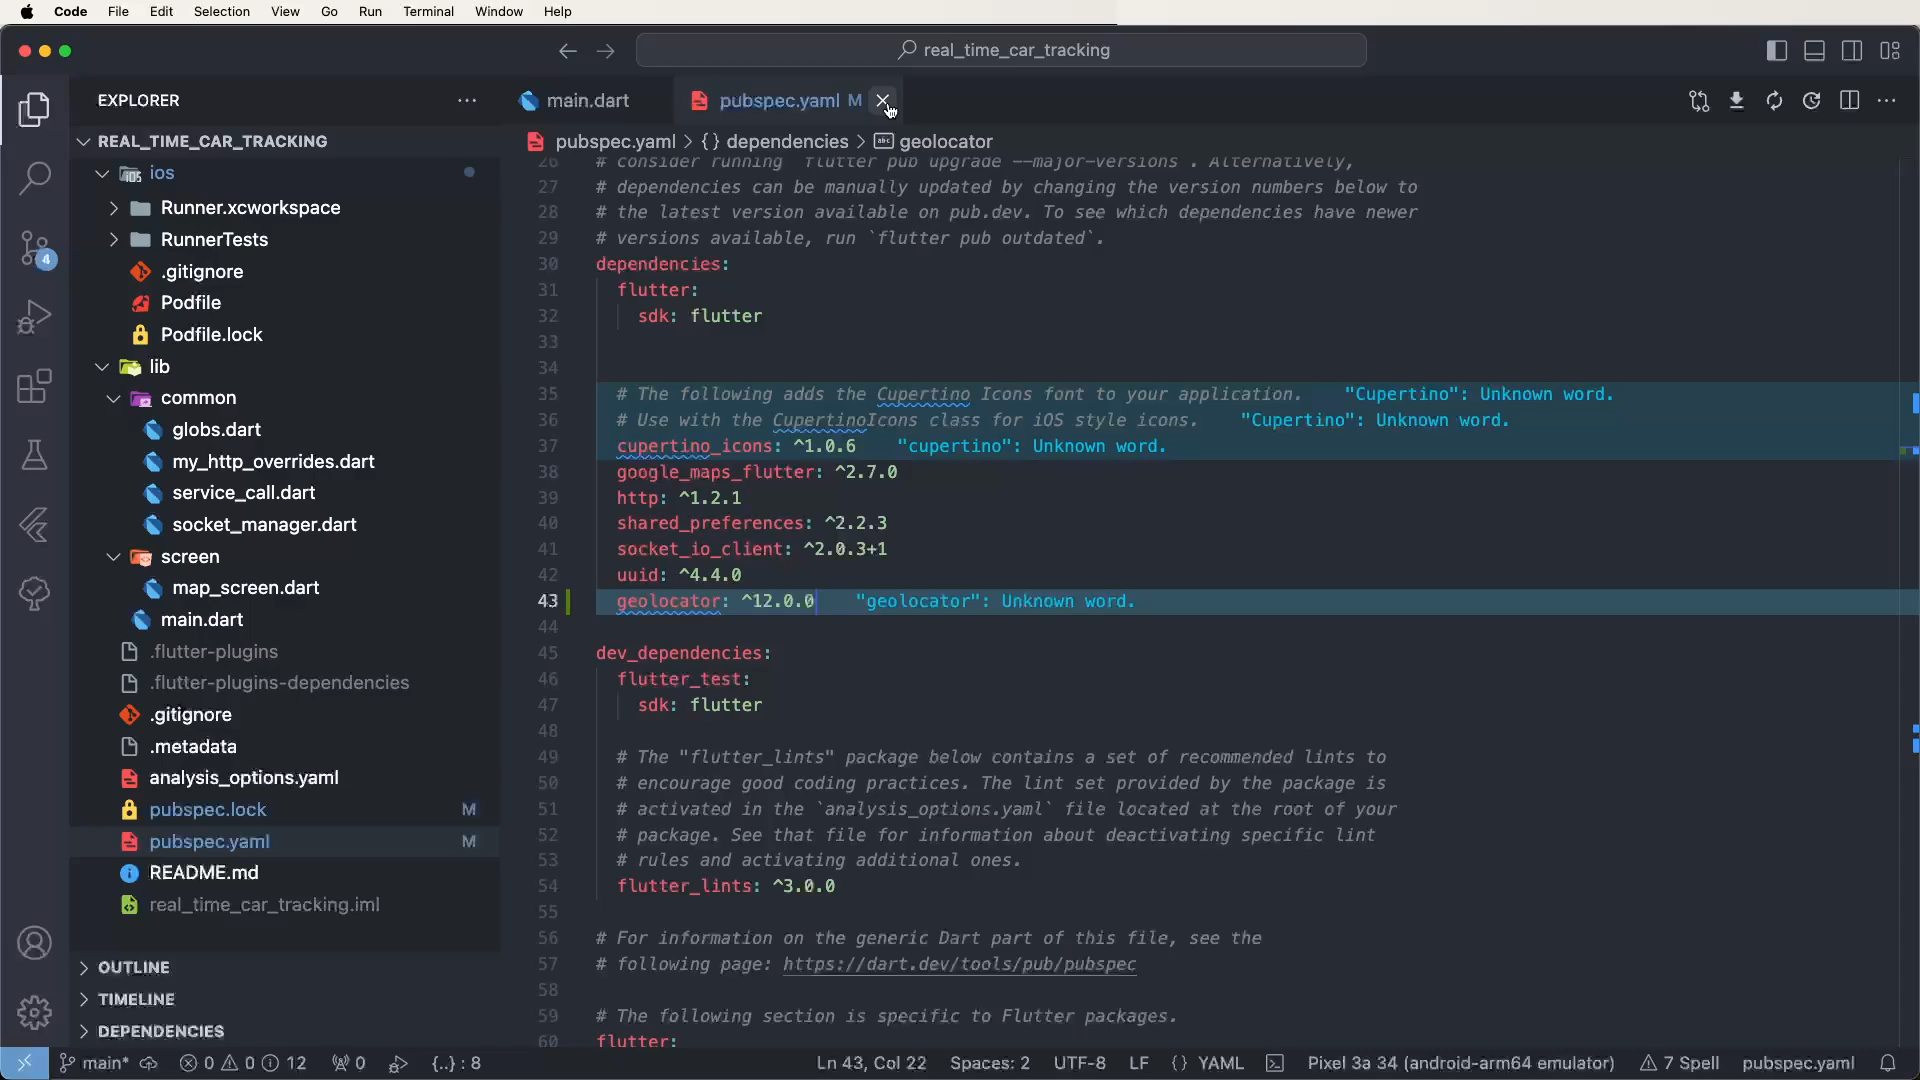 Code File Edit Selection View Go Run Terminal Window Help
real_time_car_tracking
EXPLORER
main.dart
pubspec.yaml M
REAL_TIME_CAR_TRACKING
pubspec.yaml > {} dependencies > abc geolocator
ios
Runner.xcworkspace
RunnerTests
.gitignore
Podfile
Podfile.lock
lib
common
globs.dart
my_http_overrides.dart
service_call.dart
socket_manager.dart
screen
map_screen.dart
main.dart
.flutter-plugins
.flutter-plugins-dependencies
.gitignore
.metadata
analysis_options.yaml
pubspec.lock M
pubspec.yaml M
README.md
real_time_car_tracking.iml
OUTLINE
TIMELINE
DEPENDENCIES
4
26 # consider running `flutter pub upgrade --major-versions`. Alternatively,
27 # dependencies can be manually updated by changing the version numbers below to
28 # the latest version available on pub.dev. To see which dependencies have newer
29 # versions available, run `flutter pub outdated`.
30 dependencies:
31 flutter:
32 sdk: flutter
33
34
35 # The following adds the Cupertino Icons font to your application. "Cupertino": Unknown word.
36 # Use with the CupertinoIcons class for iOS style icons. "Cupertino": Unknown word.
37 cupertino_icons: ^1.0.6 "cupertino": Unknown word.
38 google_maps_flutter: ^2.7.0
39 http: ^1.2.1
40 shared_preferences: ^2.2.3
41 socket_io_client: ^2.0.3+1
42 uuid: ^4.4.0
43 geolocator: ^12.0.0 "geolocator": Unknown word.
44
45 dev_dependencies:
46 flutter_test:
47 sdk: flutter
48
49 # The "flutter_lints" package below contains a set of recommended lints to
50 # encourage good coding practices. The lint set provided by the package is
51 # activated in the `analysis_options.yaml` file located at the root of your
52 # package. See that file for information about deactivating specific lint
53 # rules and activating additional ones.
54 flutter_lints: ^3.0.0
55
56 # For information on the generic Dart part of this file, see the
57 # following page: https://dart.dev/tools/pub/pubspec
58
59 # The following section is specific to Flutter packages.
60 flutter:
main* 0 0 12 0 {..} : 8 Ln 43, Col 22 Spaces: 2 UTF-8 LF {} YAML Pixel 3a 34 (android-arm64 emulator) 7 Spell pubspec.yaml